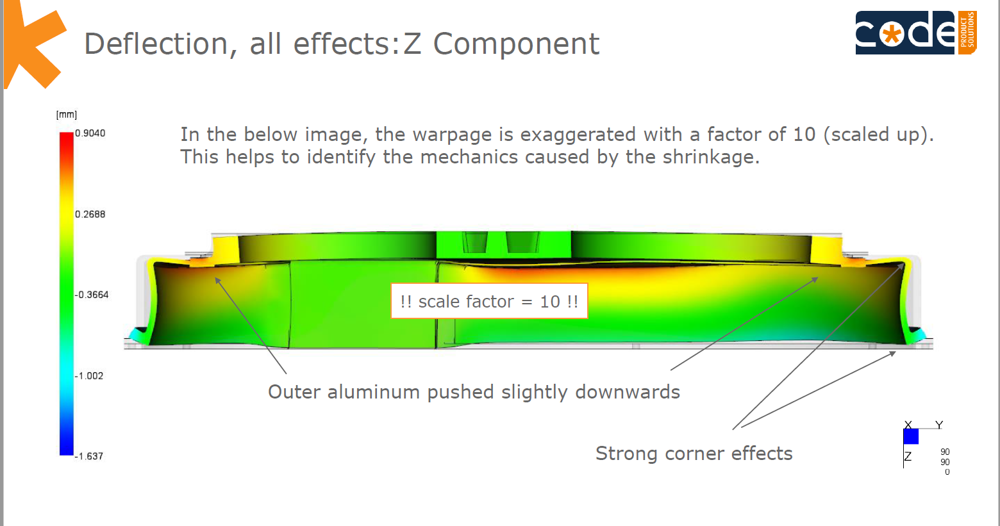 Deflection, all effects:Z Component
code
PRODUCT
SOLUTIONS
[mm]
0.9040
0.2688
-0.3664
-1.002
-1.637
In the below image, the warpage is exaggerated with a factor of 10 (scaled up).
This helps to identify the mechanics caused by the shrinkage.
!! scale factor = 10 !!
Outer aluminum pushed slightly downwards
Strong corner effects
X Y
Z
90
90
0